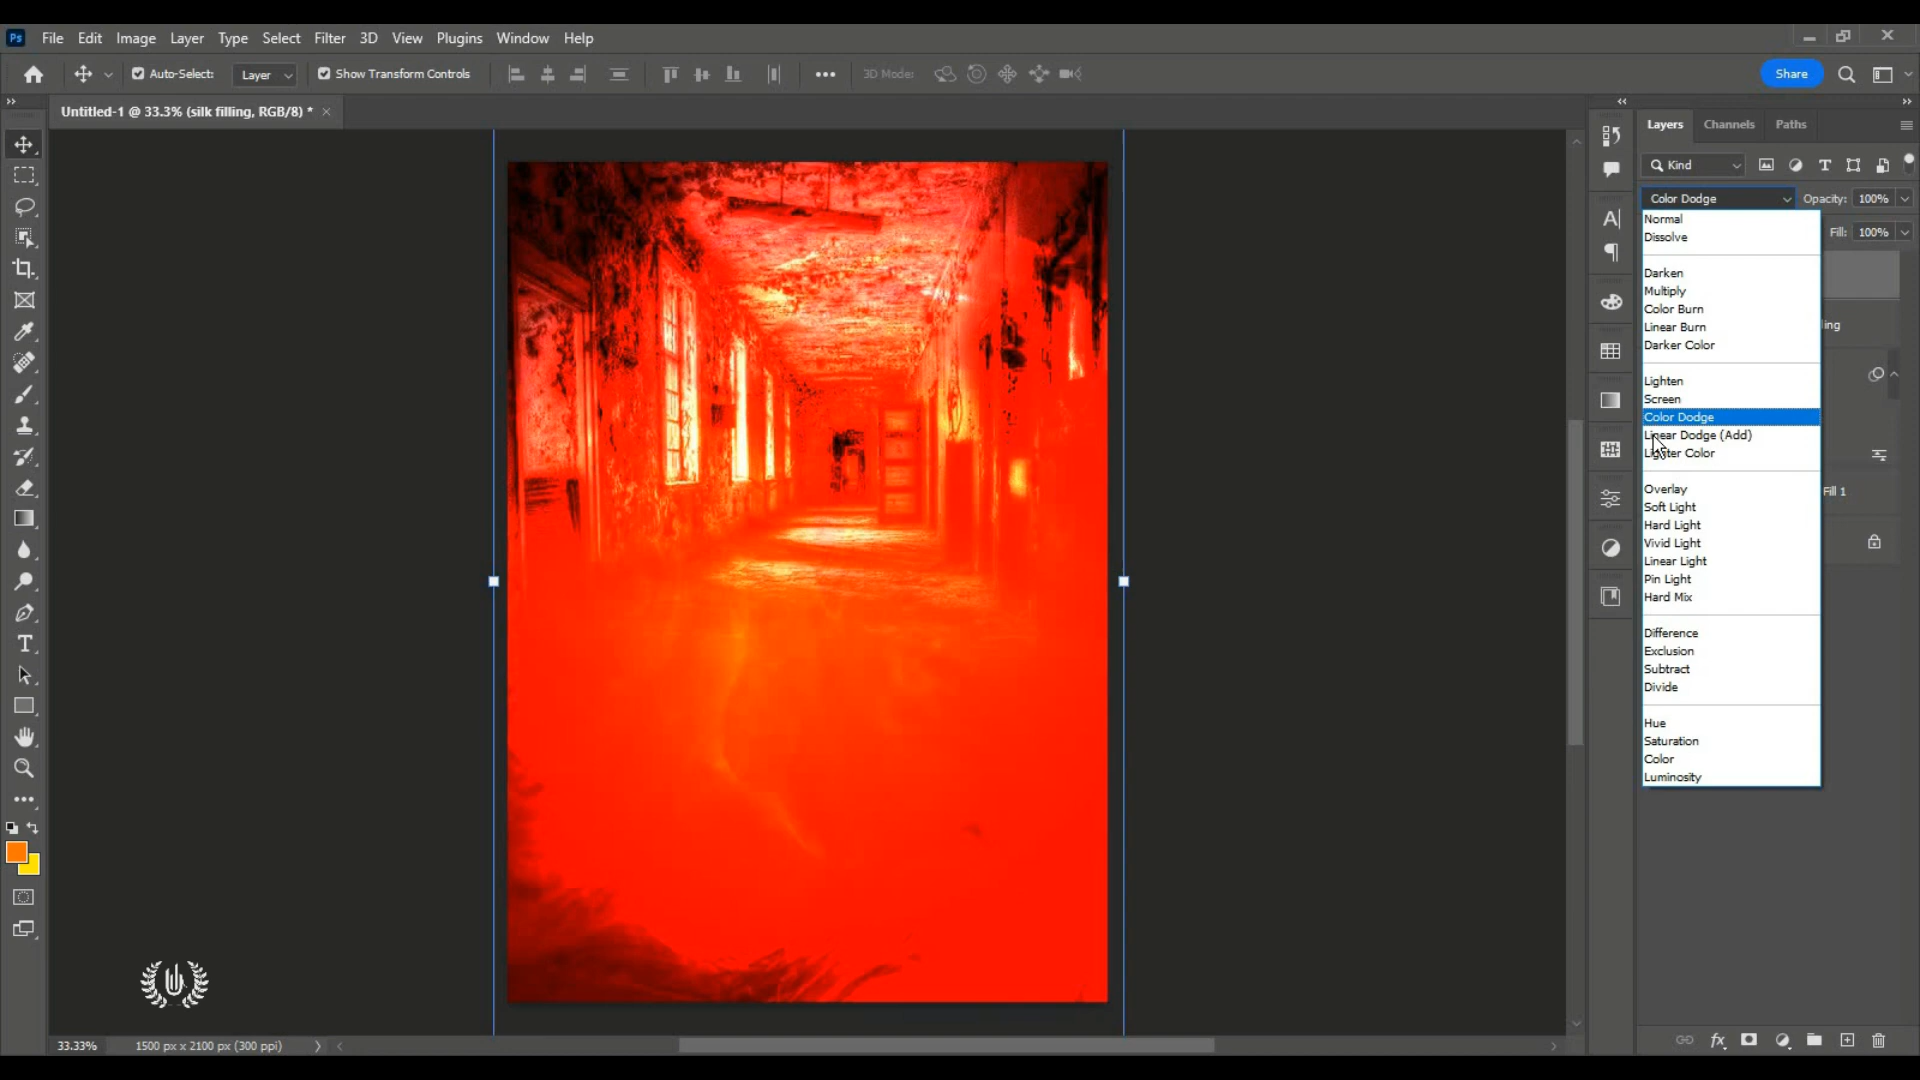 Ps File Edit Image Layer Type Select Filter 3D View Plugins Window Help
Auto-Select: Layer Show Transform Controls 3D Mode: Share
Untitled-1 @ 33.3% (silk filling, RGB/8) *
Layers Channels Paths
Kind
Color Dodge Opacity: 100%
Fill: 100%
Normal
Dissolve
Darken
Multiply
Color Burn
Linear Burn
Darker Color
Lighten
Screen
Color Dodge
Linear Dodge (Add)
Lighter Color
Overlay
Soft Light
Hard Light
Vivid Light
Linear Light
Pin Light
Hard Mix
Difference
Exclusion
Subtract
Divide
Hue
Saturation
Color
Luminosity
ling
Fill 1
33.33% 1500 px x 2100 px (300 ppi)